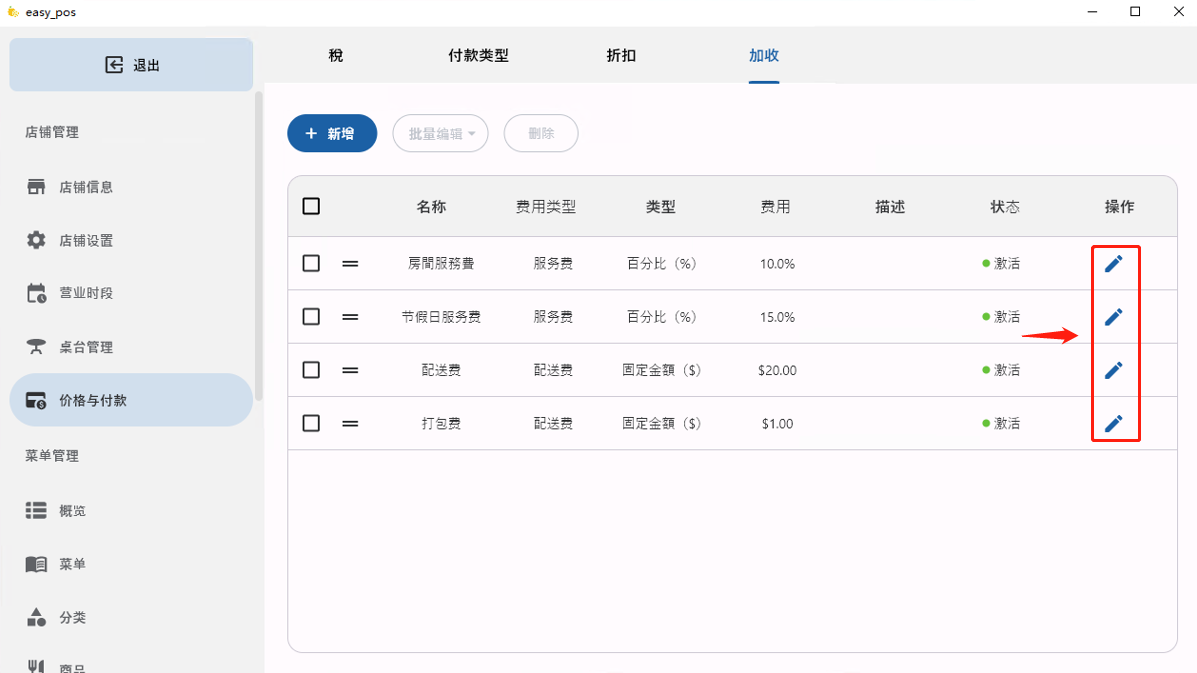 easy_pos
退出
税 付款类型 折扣 加收
店铺管理
+ 新增 批量编辑 删除
店铺信息
名称 费用类型 类型 费用 描述 状态 操作
店铺设置
房間服務費 服务费 百分比（%） 10.0% 激活
营业时段
节假日服务费 服务费 百分比（%） 15.0% 激活
桌台管理
配送费 配送费 固定金額（$） $20.00 激活
价格与付款
打包费 配送费 固定金額（$） $1.00 激活
菜单管理
概览
菜单
分类
商品